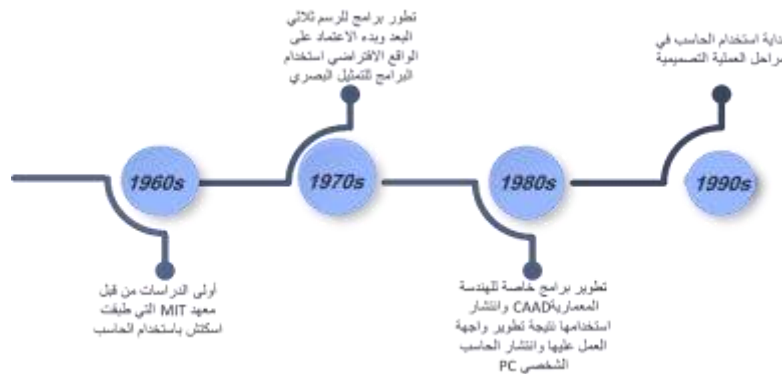 تطور برامج للرسم ثلاثي
البعد وبدء الاعتماد على
الواقع الافتراضي استخدام
البرامج للتمثيل البصري
داية استخدام الحاسب في
راحل العملية التصميمية
1960s
1970s
1980s
1990s
أولى الدراسات من قبل
معهد MIT التي طبقت
اسكتش باستخدام الحاسب
تطوير برامج خاصة للهندسة
المعمارية CAAD وانتشار
استخدامها نتيجة تطوير واجهة
العمل عليها وانتشار الحاسب
الشخصي PC